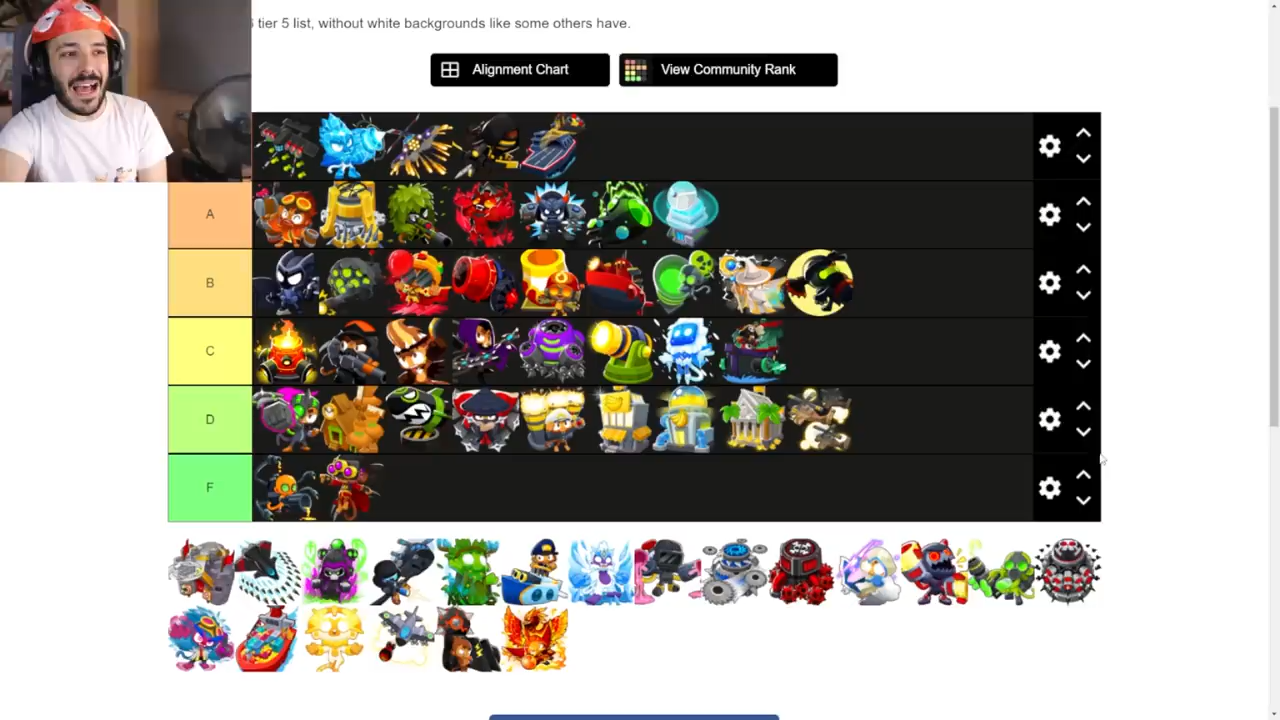 tier 5 list, without white backgrounds like some others have.
Alignment Chart
View Community Rank
A
B
C
D
F